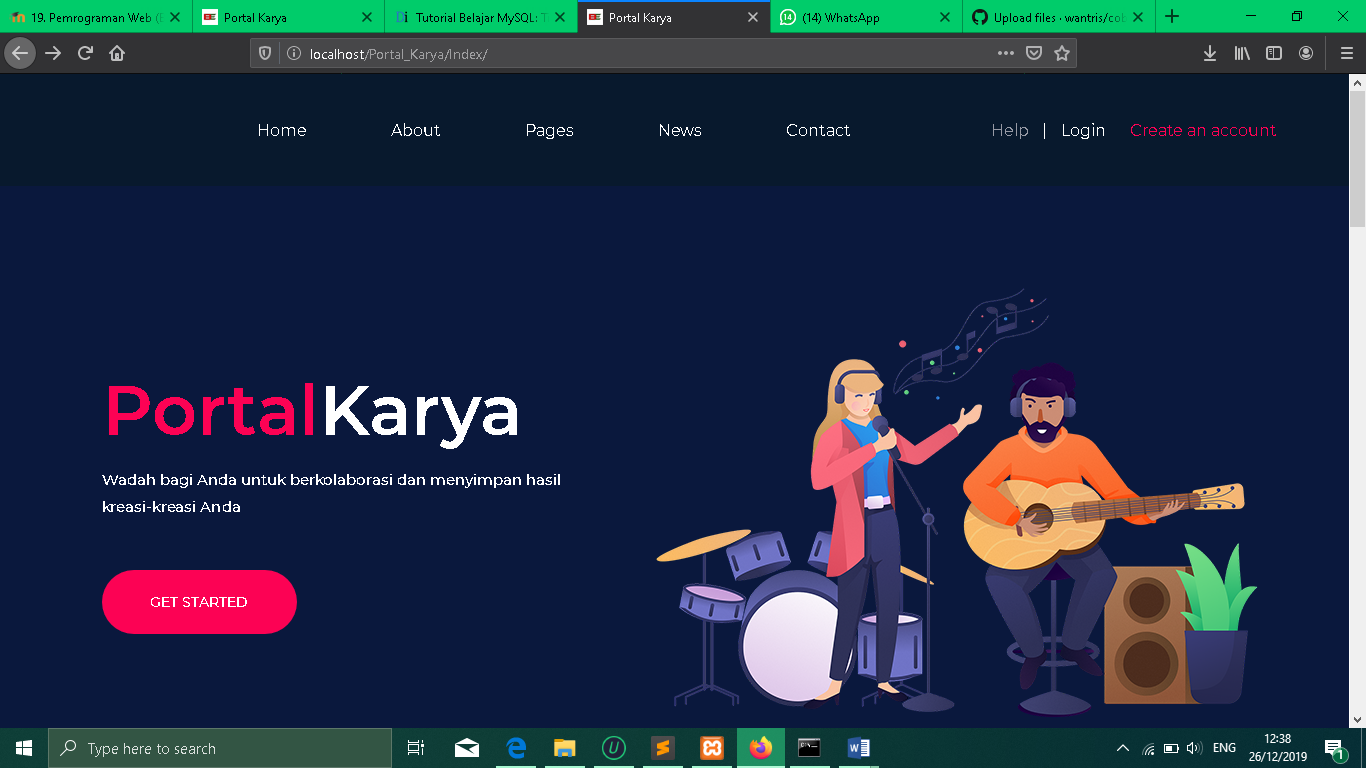 19. Pemrograman Web (B
Portal Karya
Tutorial Belajar MySQL: T
Portal Karya
(14) WhatsApp
Upload files · wantris/cob
localhost/Portal_Karya/Index/
Home About Pages News Contact Help | Login Create an account
PortalKarya
Wadah bagi Anda untuk berkolaborasi dan menyimpan hasil
kreasi-kreasi Anda
GET STARTED
Type here to search
ENG
12:38
26/12/2019
1